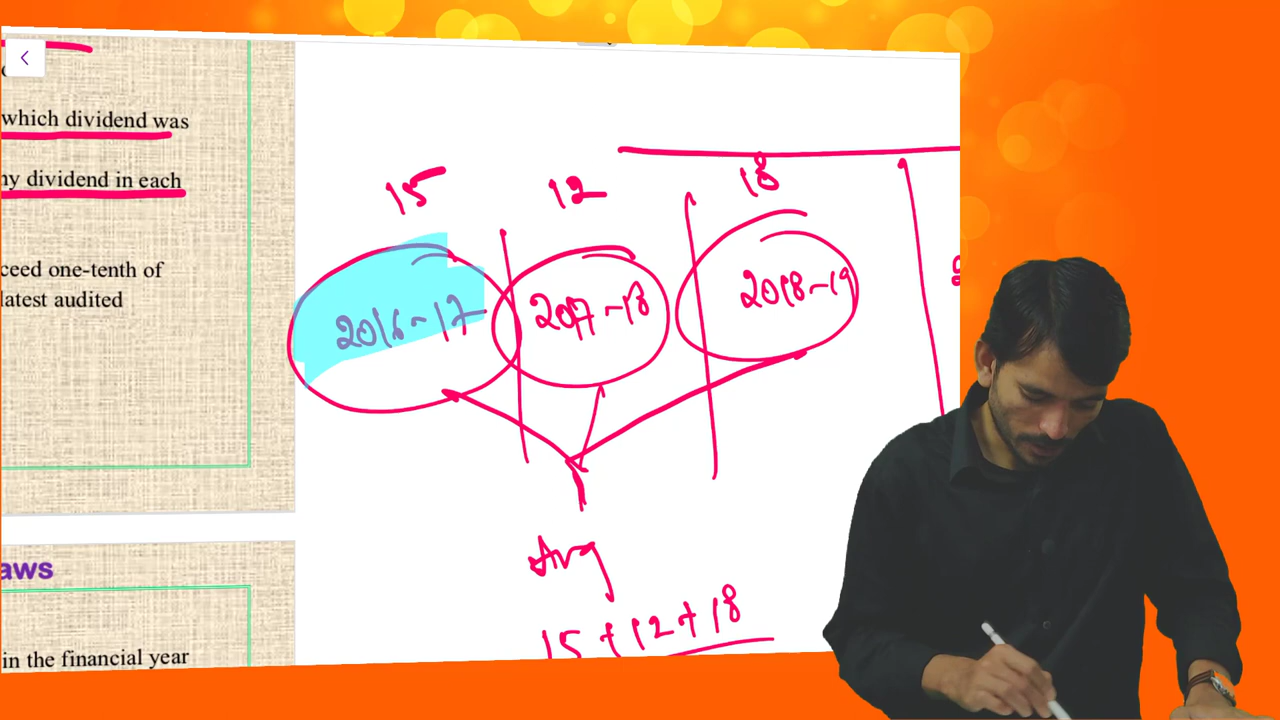 which dividend was
ny dividend in each
ceed one-tenth of
latest audited
aws
in the financial year
15 12 18
2016-17 2017-18 2018-19
Avg
15 + 12 + 18